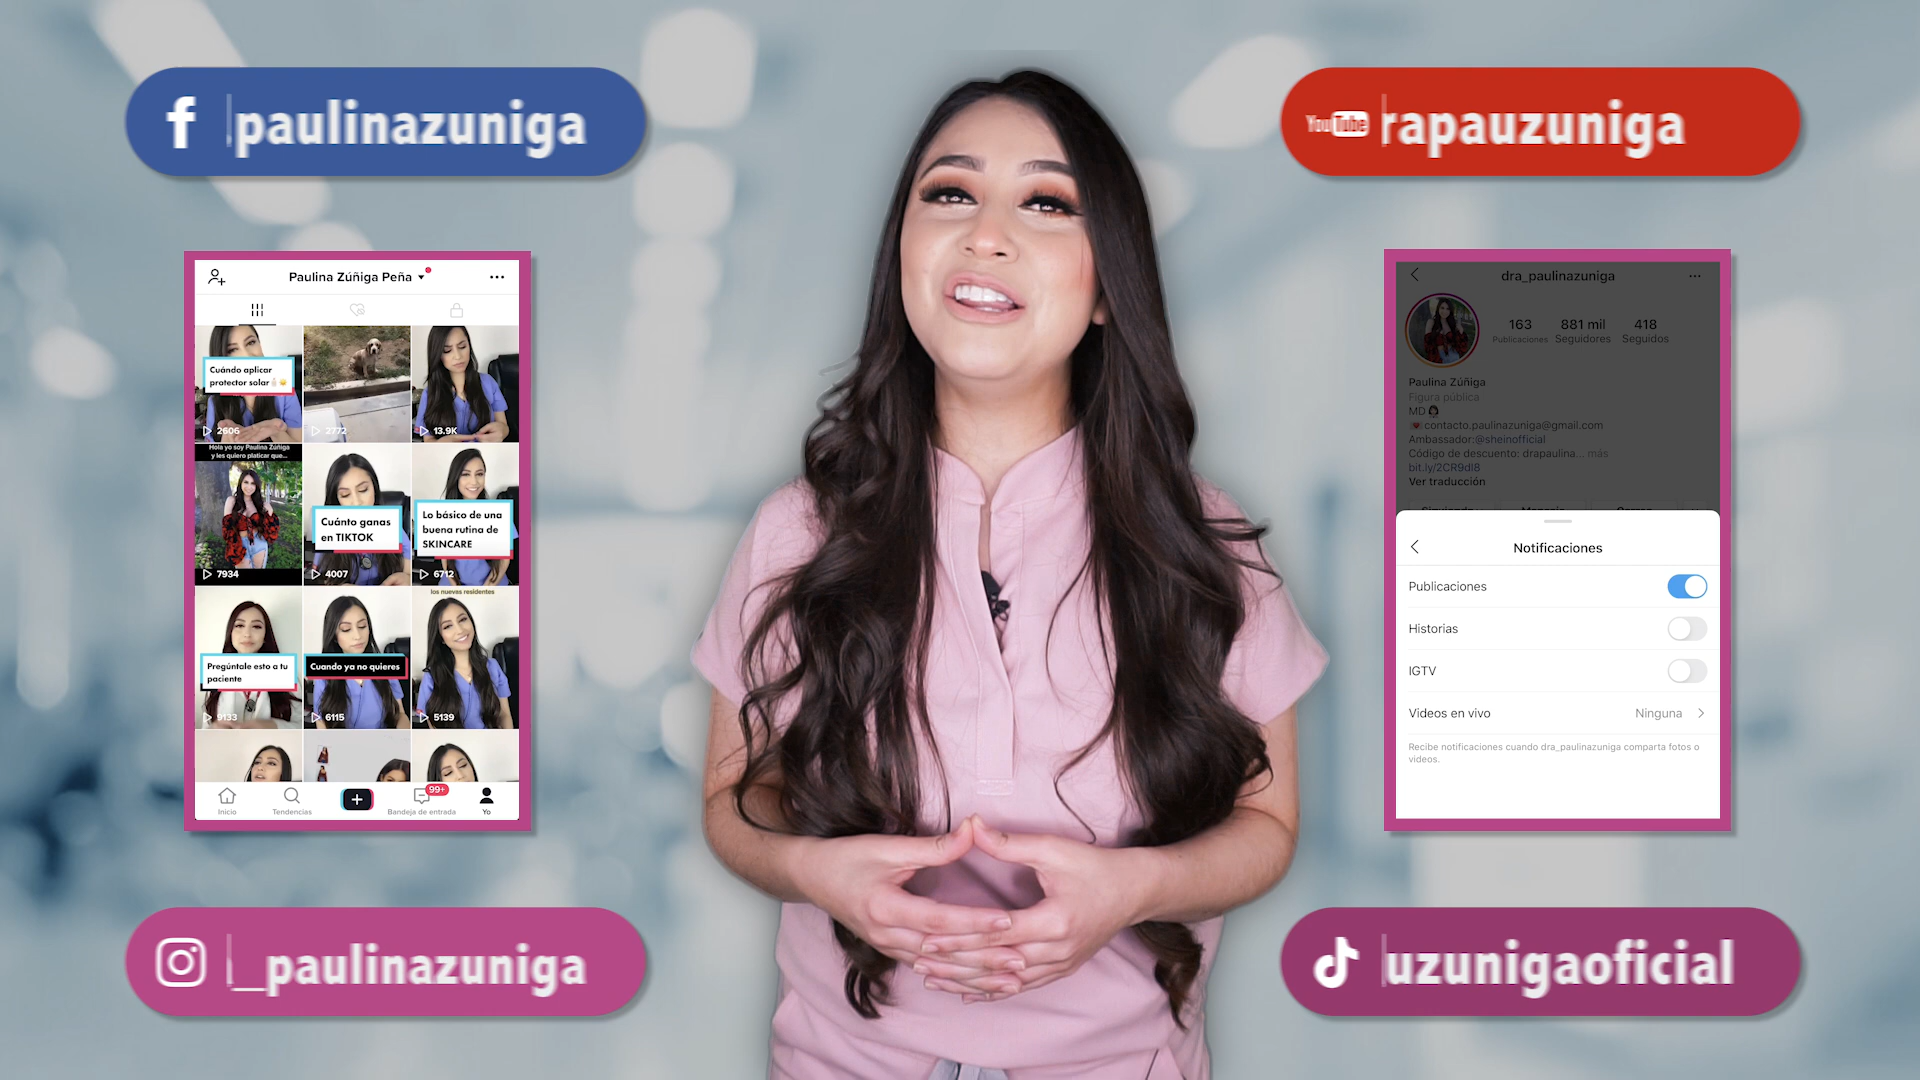 f paulinazuniga
YouTube rapauzuniga
Paulina Zúñiga Peña
Cuándo aplicar
protector solar
2606
2772
13.9K
Hola yo soy Paulina Zúñiga
y les quiero platicar que...
7934
Cuánto ganas
en TIKTOK
4007
Lo básico de una
buena rutina de
SKINCARE
6712
Pregúntale esto a tu
paciente
9133
Cuando ya no quieres
6115
los nuevos residentes
5139
Inicio
Tendencias
99+
Bandeja de entrada
Yo
dra_paulinazuniga
163
Publicaciones
881 mil
Seguidores
418
Seguidos
Paulina Zúñiga
Figura pública
MD
contacto.paulinazuniga@gmail.com
Ambassador:@sheinofficial
Código de descuento: drapaulina... más
bit.ly/2CR9dl8
Ver traducción
Notificaciones
Publicaciones
Historias
IGTV
Videos en vivo
Ninguna
Recibe notificaciones cuando dra_paulinazuniga comparta fotos o
videos.
_paulinazuniga
uzunigaoficial